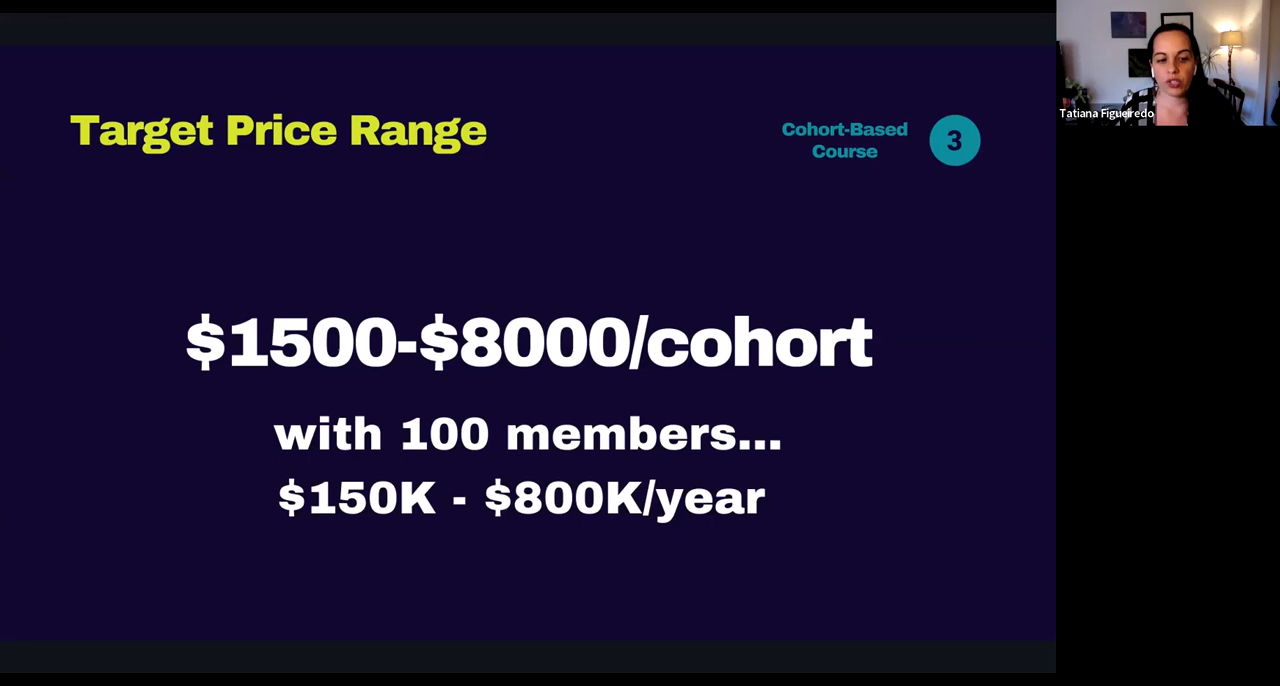 Target Price Range
Cohort-Based
Course
3
$1500-$8000/cohort
with 100 members...
$150K - $800K/year
Tatiana Figueiredo